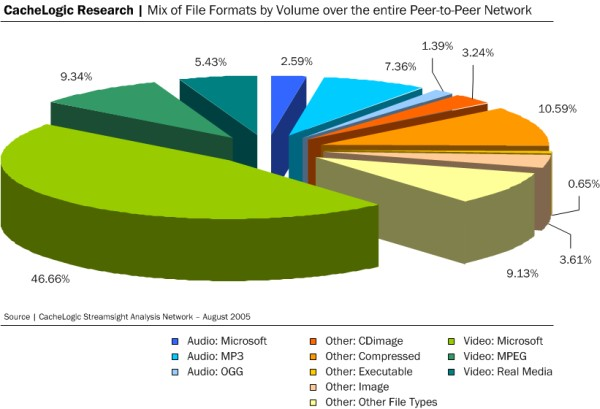 CacheLogic Research | Mix of File Formats by Volume over the entire Peer-to-Peer Network
1.39%
5.43%
2.59%
3.24%
7.36%
9.34%
10.59%
0.65%
3.61%
46.66%
9.13%
Source | CacheLogic Streamsight Analysis Network – August 2005
Audio: Microsoft
Audio: MP3
Audio: OGG
Other: CDimage
Other: Compressed
Other: Executable
Other: Image
Other: Other File Types
Video: Microsoft
Video: MPEG
Video: Real Media